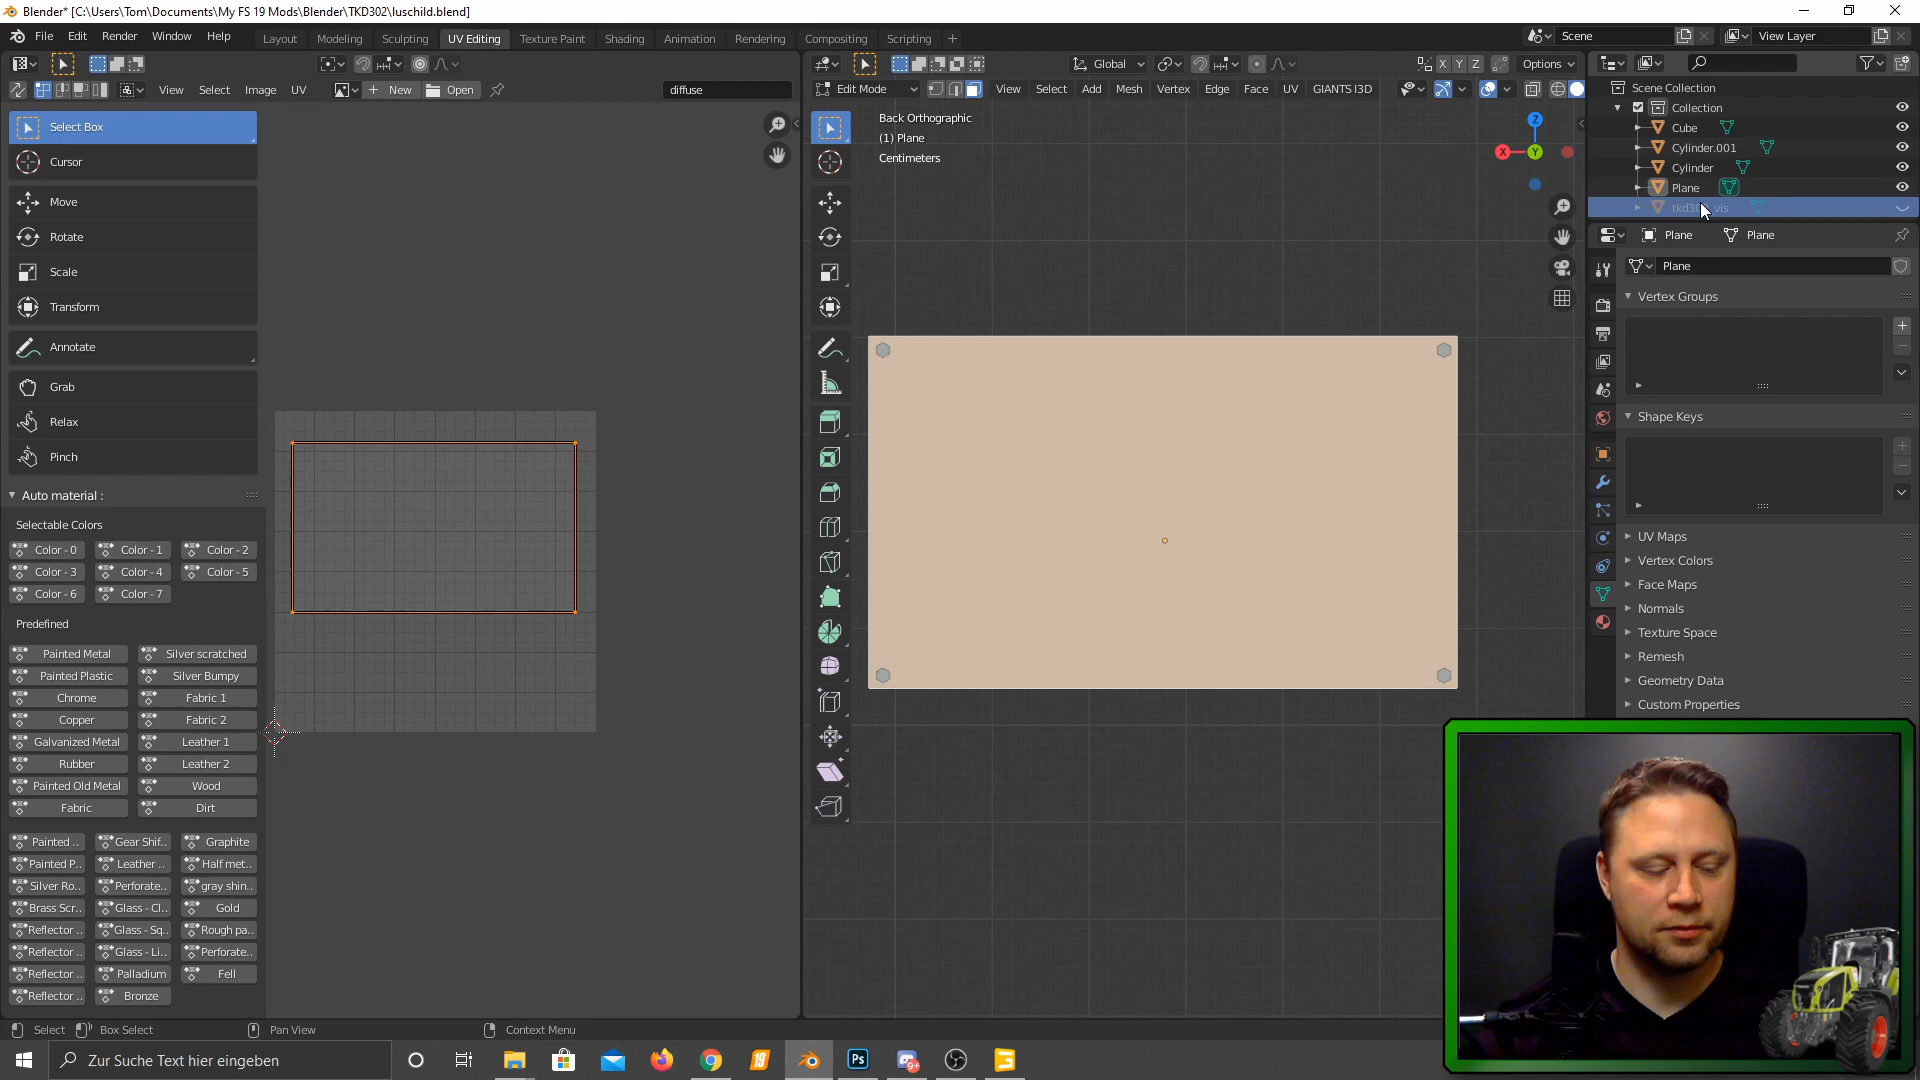 Blender* [C:\Users\Tom\Documents\My FS 19 Mods\Blender\TKD302\luschild.blend]
File Edit Render Window Help
Layout Modeling Sculpting UV Editing Texture Paint Shading Animation Rendering Compositing Scripting +
Scene
View Layer
Global
X Y Z
Options
View Select Image UV
New
Open
diffuse
Edit Mode
View Select Add Mesh Vertex Edge Face UV GIANTS I3D
Scene Collection
Collection
Cube
Cylinder.001
Cylinder
Plane
Select Box
Cursor
Move
Rotate
Scale
Transform
Annotate
Grab
Relax
Pinch
Back Orthographic
(1) Plane
Centimeters
Z
X
Y
Plane Plane
Plane
Vertex Groups
Shape Keys
UV Maps
Vertex Colors
Face Maps
Normals
Texture Space
Remesh
Geometry Data
Custom Properties
Auto material :
Selectable Colors
Color - 0 Color - 1 Color - 2
Color - 3 Color - 4 Color - 5
Color - 6 Color - 7
Predefined
Painted Metal Silver scratched
Painted Plastic Silver Bumpy
Chrome Fabric 1
Copper Fabric 2
Galvanized Metal Leather 1
Rubber Leather 2
Painted Old Metal Wood
Fabric Dirt
Painted .. Gear Shif.. Graphite
Painted P.. Leather .. Half met..
Silver Ro.. Perforate.. gray shin..
Brass Scr.. Glass - Cl.. Gold
Reflector .. Glass - Sq.. Rough pa..
Reflector .. Glass - Li.. Perforate..
Reflector .. Palladium Fell
Reflector .. Bronze
Select Box Select Pan View Context Menu
Zur Suche Text hier eingeben
19
Ps
9+